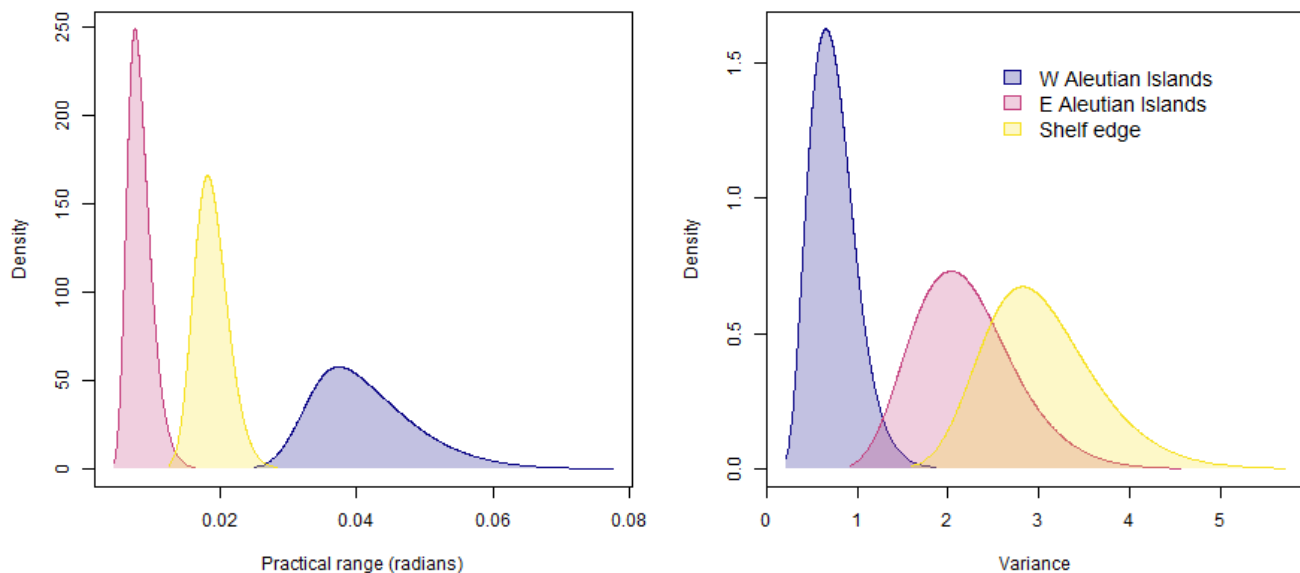 250
200
150
100
50
0
Density
0.02 0.04 0.06 0.08
Practical range (radians)
1.5
1.0
0.5
0.0
Density
W Aleutian Islands
E Aleutian Islands
Shelf edge
0 1 2 3 4 5
Variance